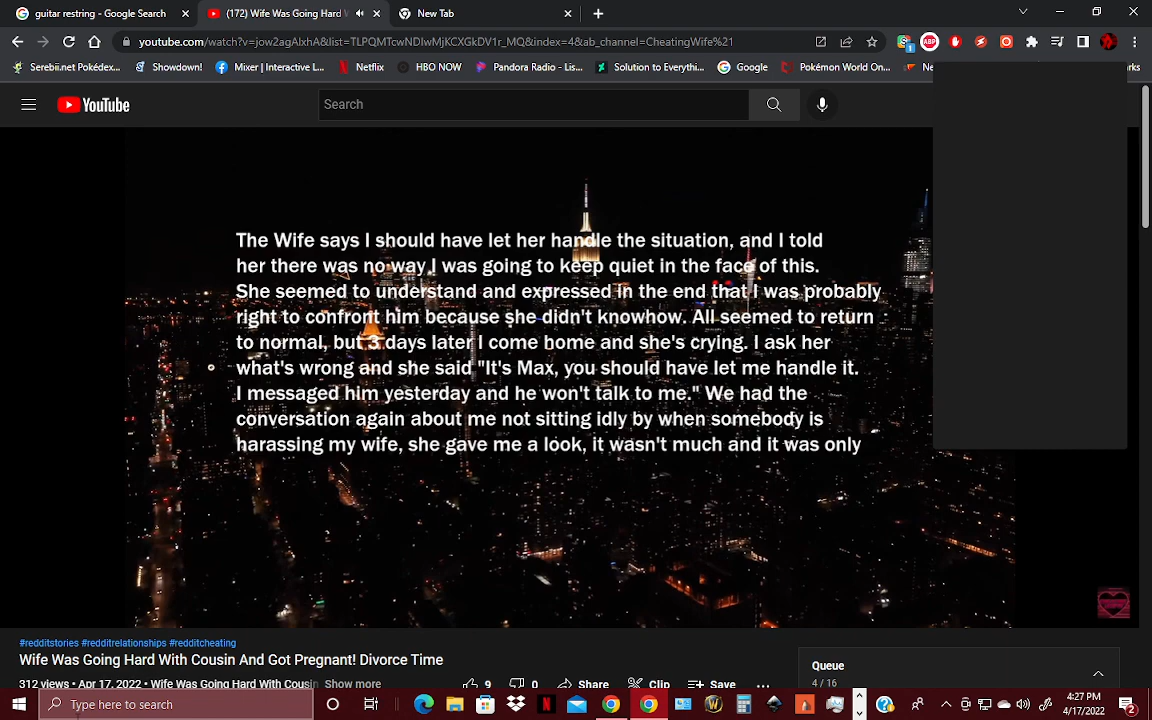 guitar restring - Google Search
(172) Wife Was Going Hard W
New Tab
youtube.com/watch?v=jow2agAlxhA&list=TLPQMTcwNDIwMjKCXGkDV1r_MQ&index=4&ab_channel=CheatingWife%21
ABP
Serebii.net Pokédex...
Showdown!
Mixer | Interactive L...
Netflix
HBO NOW
Pandora Radio - Lis...
Solution to Everythi...
Google
Pokémon World On...
YouTube
Search
The Wife says I should have let her handle the situation, and I told
her there was no way I was going to keep quiet in the face of this.
She seemed to understand and expressed in the end that I was probably
right to confront him because she didn't knowhow. All seemed to return
to normal, but 3 days later I come home and she's crying. I ask her
what's wrong and she said "It's Max, you should have let me handle it.
I messaged him yesterday and he won't talk to me." We had the
conversation again about me not sitting idly by when somebody is
harassing my wife, she gave me a look, it wasn't much and it was only
#redditstories #redditrelationships #redditcheating
Wife Was Going Hard With Cousin And Got Pregnant! Divorce Time
312 views • Apr 17, 2022 • Wife Was Going Hard With Cousin
Show more
9
0
Share
Clip
Save
Queue
4 / 16
Type here to search
4:27 PM
4/17/2022
2